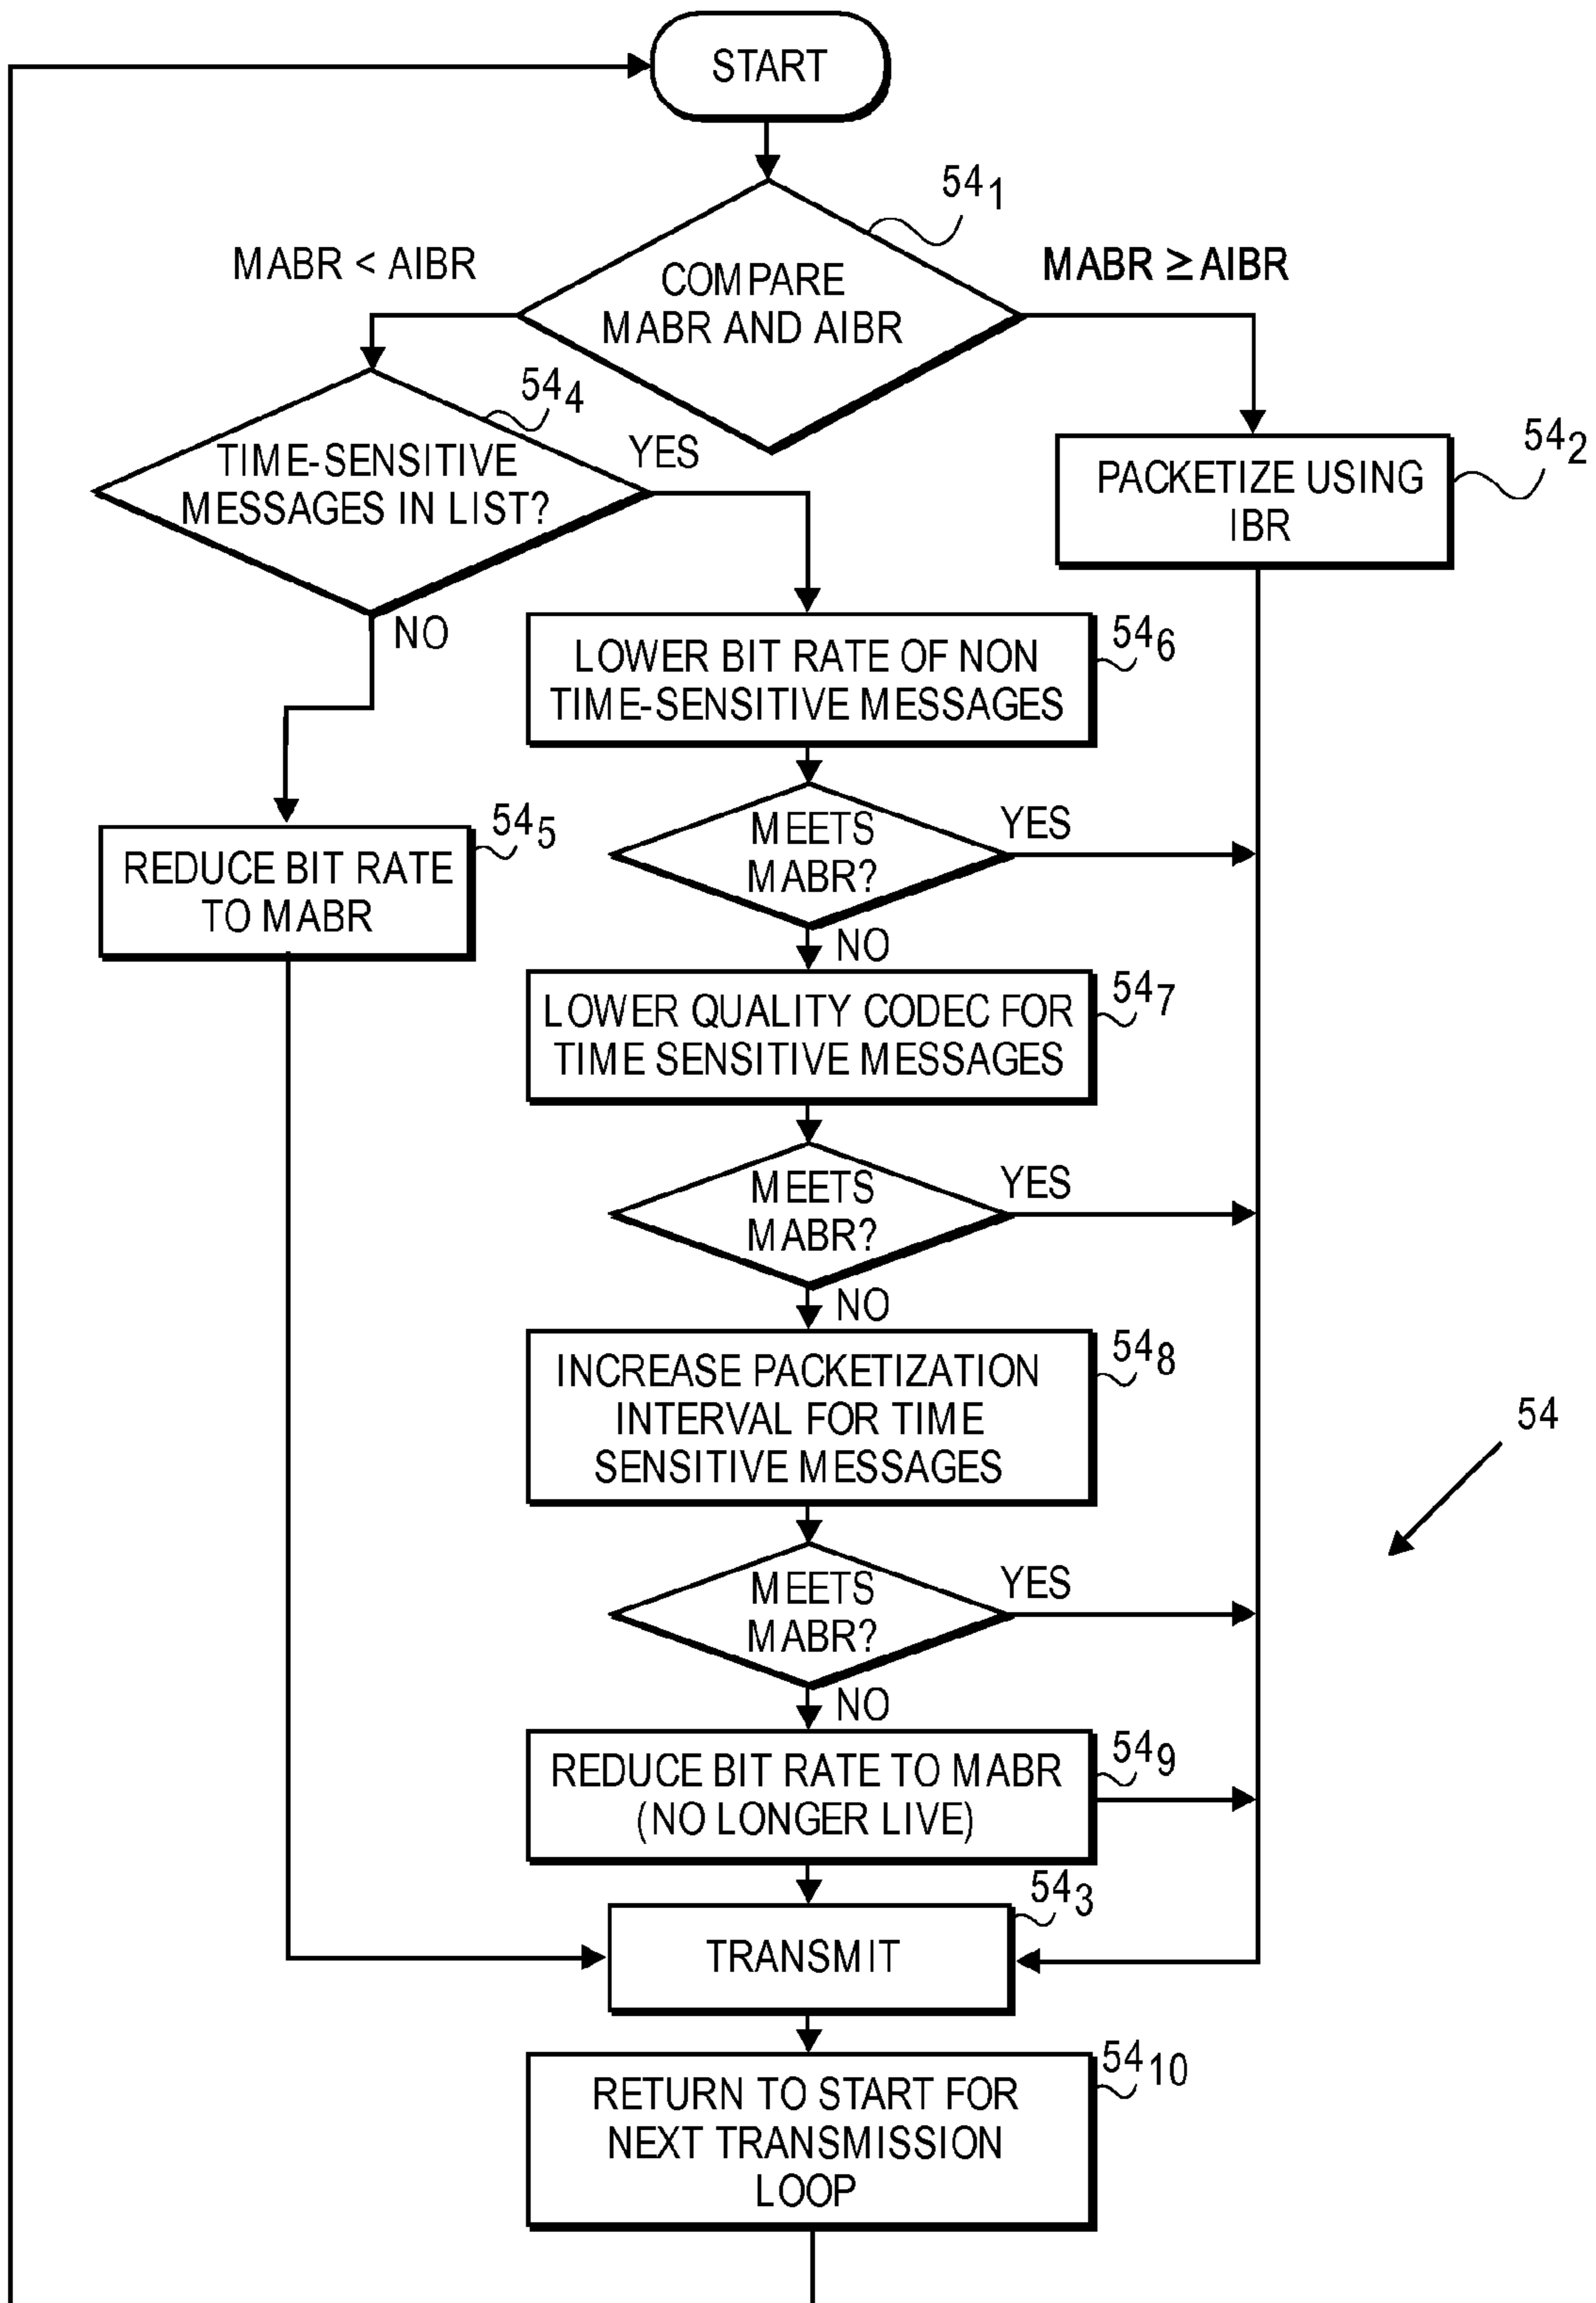 START
54₁
MABR < AIBR
MABR ≥ AIBR
COMPARE
MABR AND AIBR
54₄
TIME-SENSITIVE
MESSAGES IN LIST?
YES
NO
54₂
PACKETIZE USING
IBR
54₆
LOWER BIT RATE OF NON
TIME-SENSITIVE MESSAGES
54₅
REDUCE BIT RATE
TO MABR
MEETS
MABR?
YES
NO
54₇
LOWER QUALITY CODEC FOR
TIME SENSITIVE MESSAGES
MEETS
MABR?
YES
NO
54₈
INCREASE PACKETIZATION
INTERVAL FOR TIME
SENSITIVE MESSAGES
54
MEETS
MABR?
YES
NO
54₉
REDUCE BIT RATE TO MABR
(NO LONGER LIVE)
54₃
TRANSMIT
54₁₀
RETURN TO START FOR
NEXT TRANSMISSION
LOOP